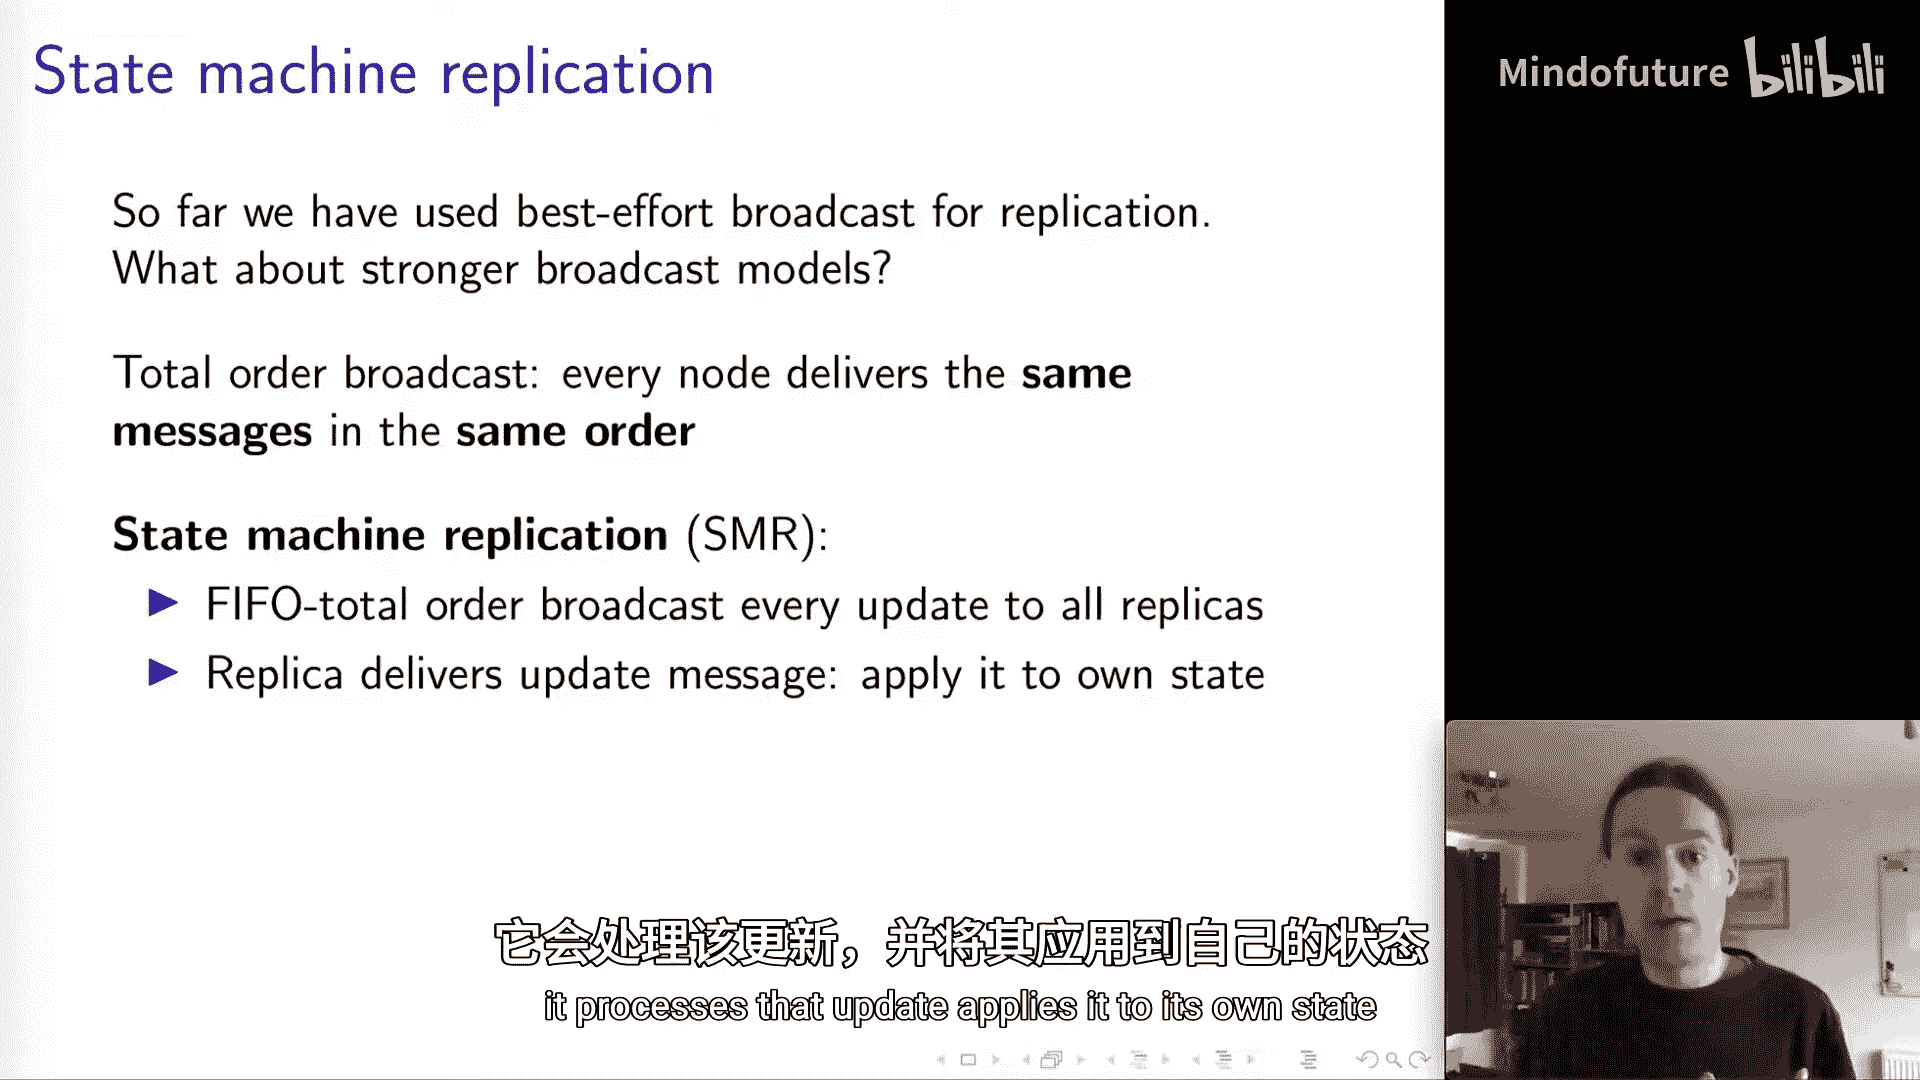 State machine replication
Mindofuture bilibili
So far we have used best-effort broadcast for replication.
What about stronger broadcast models?
Total order broadcast: every node delivers the same
messages in the same order
State machine replication (SMR):
▶ FIFO-total order broadcast every update to all replicas
▶ Replica delivers update message: apply it to own state
它会处理该更新，并将其应用到自己的状态
it processes that update applies it to its own state